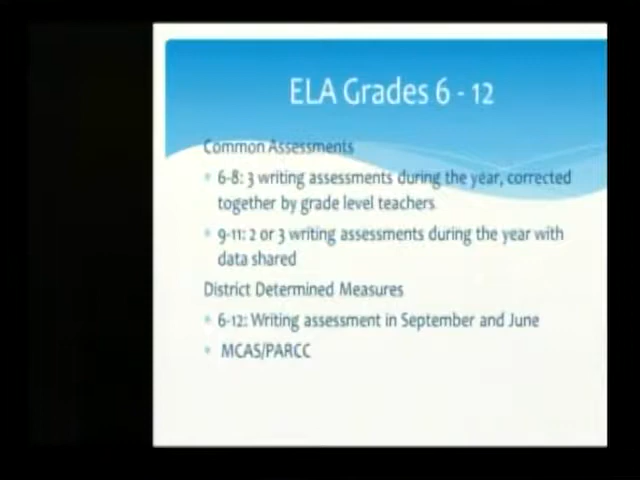 ELA Grades 6 - 12
Common Assessments
6-8: 3 writing assessments during the year, corrected
together by grade level teachers
9-11: 2 or 3 writing assessments during the year with
data shared
District Determined Measures
6-12: Writing assessment in September and June
MCAS/PARCC